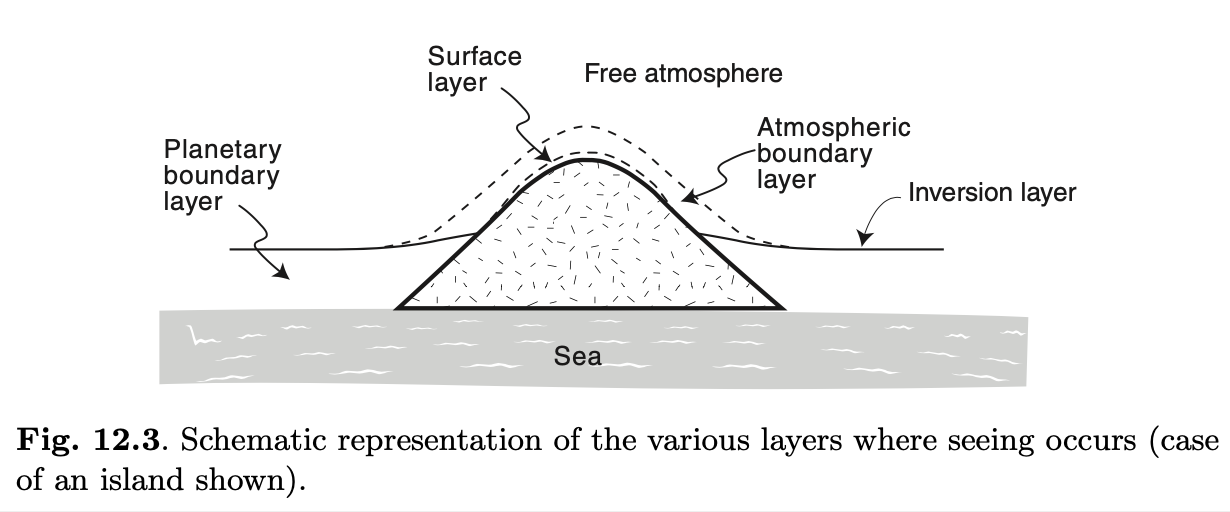 Surface
layer
Free atmosphere
Planetary
boundary
layer
Atmospheric
boundary
layer
Inversion layer
Sea
Fig. 12.3. Schematic representation of the various layers where seeing occurs (case
of an island shown).